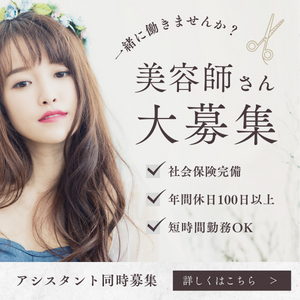 一緒に働きませんか？
美容師さん
大募集
社会保険完備
年間休日100日以上
短時間勤務OK
アシスタント同時募集
詳しくはこちら　>